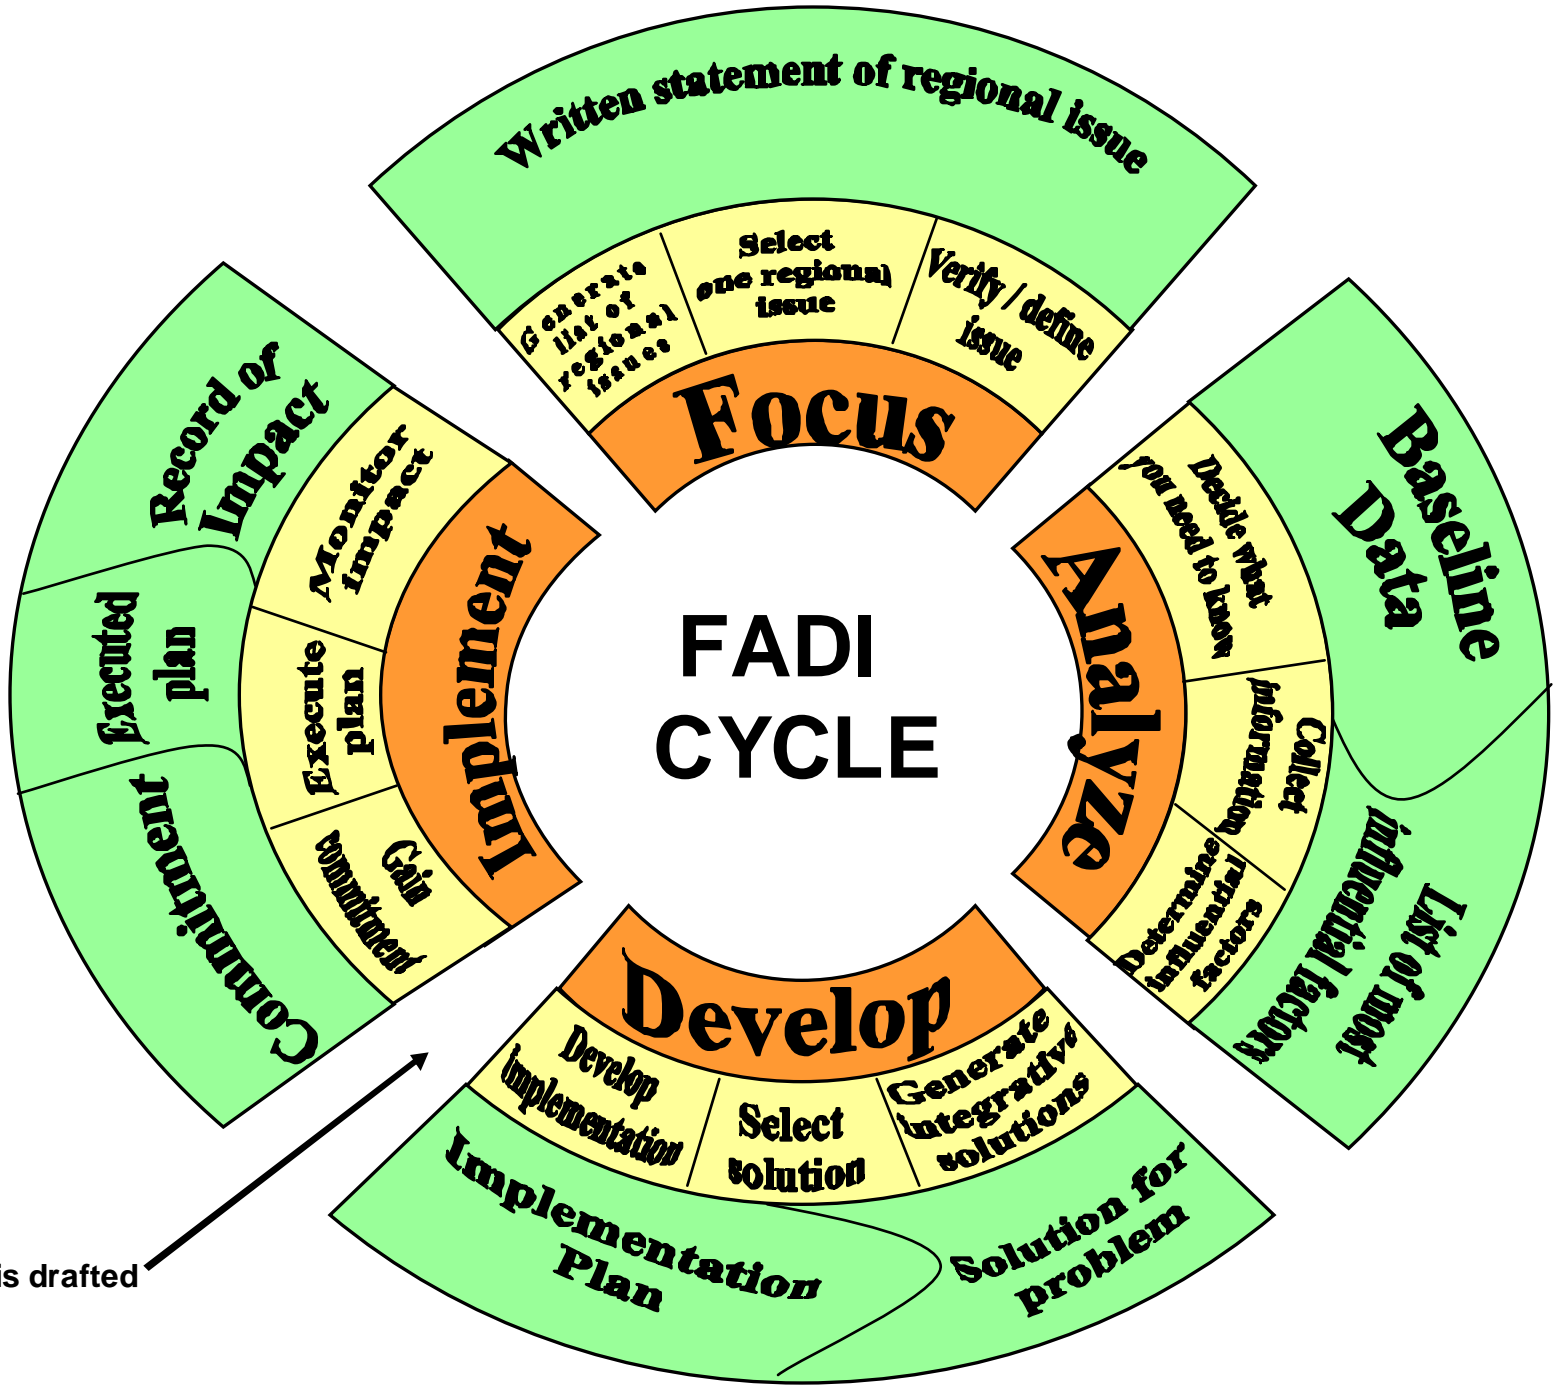 Written statement of regional issue
Generate
list of
regional
issues
Select
one regional
issue
Verify / define
issue
Focus
Baseline
Data
Decide what
you need to know
Collect
information
Determine
influential
factors
Analyze
List of most
influential factors
FADI
CYCLE
Develop
Generate
integrative
solutions
Select
solution
Develop
implementation
Solution for
problem
Implementation
Plan
Implement
Gain
commitment
Execute
plan
Monitor
impact
Commitment
Executed
plan
Record of
Impact
is drafted